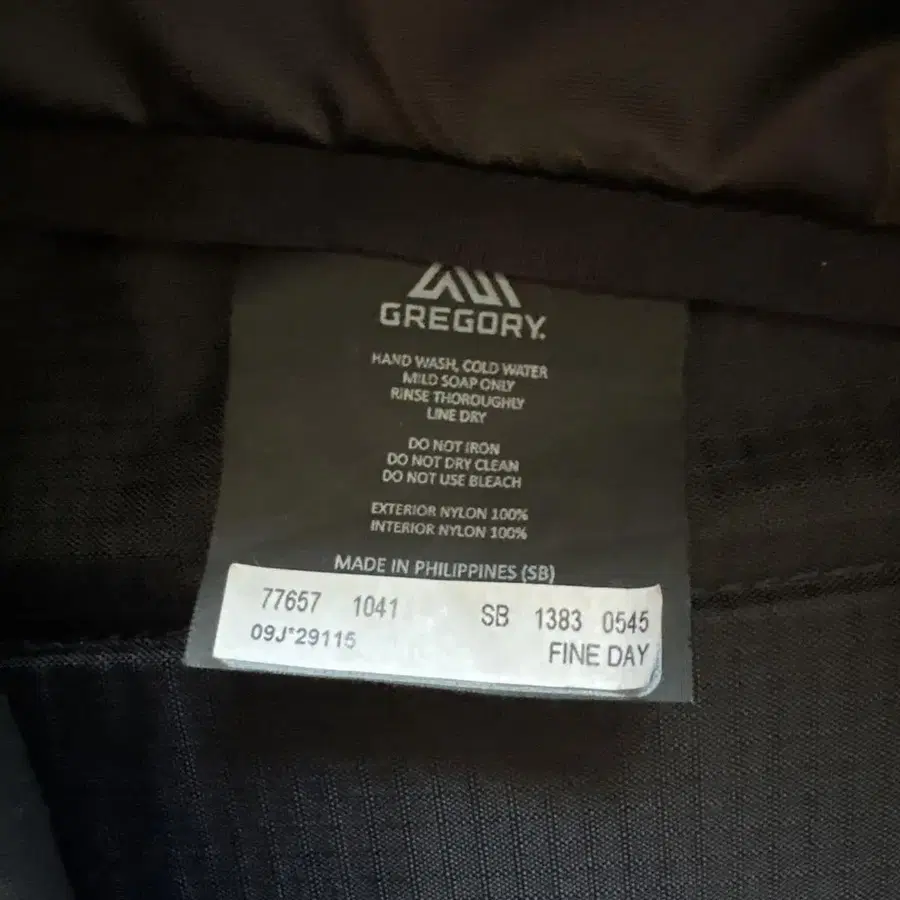 GREGORY.
HAND WASH, COLD WATER
MILD SOAP ONLY
RINSE THOROUGHLY
LINE DRY
DO NOT IRON
DO NOT DRY CLEAN
DO NOT USE BLEACH
EXTERIOR NYLON 100%
INTERIOR NYLON 100%
MADE IN PHILIPPINES (SB)
77657 1041 SB 1383 0545
09J*29115 FINE DAY